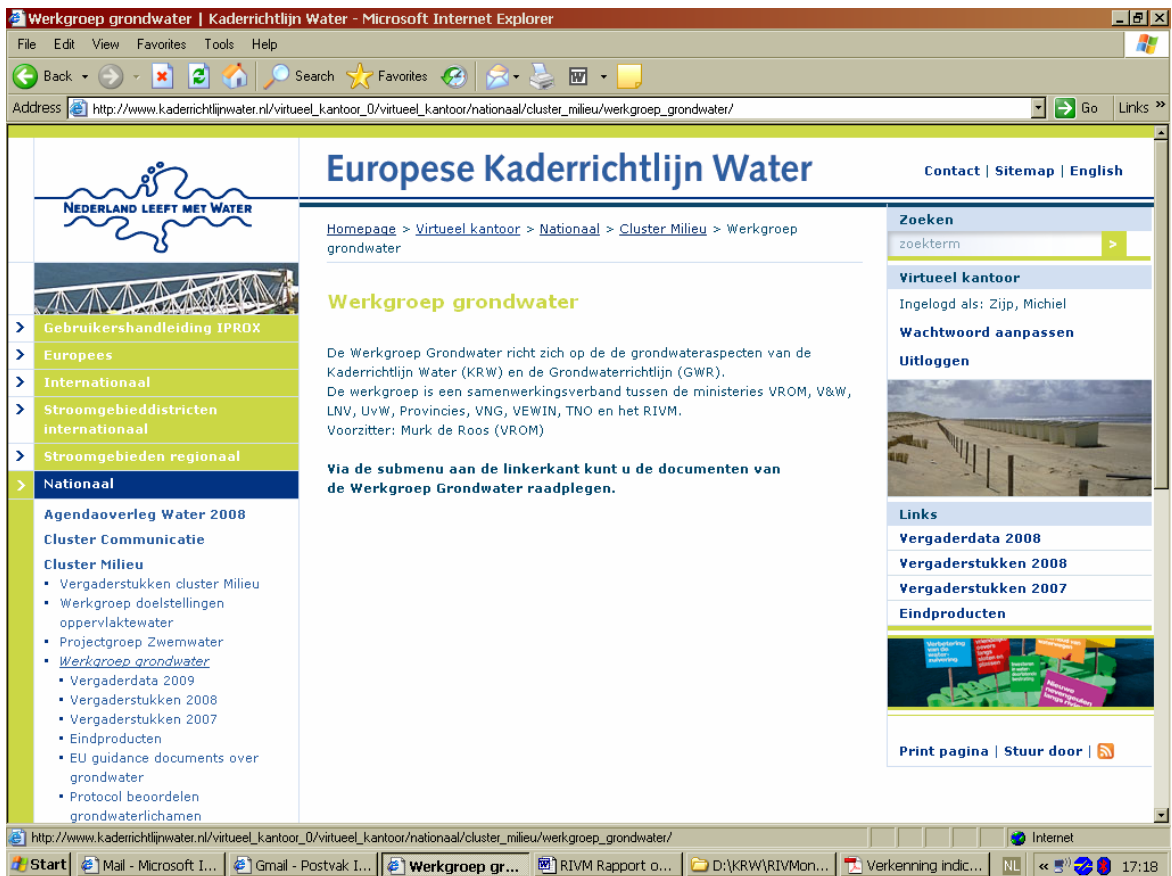 Werkgroep grondwater | Kaderrichtlijn Water - Microsoft Internet Explorer
File Edit View Favorites Tools Help
Back Search Favorites
Address http://www.kaderrichtlijnwater.nl/virtueel_kantoor_0/virtueel_kantoor/nationaal/cluster_milieu/werkgroep_grondwater/ Go Links »
NEDERLAND LEEFT MET WATER
Europese Kaderrichtlijn Water
Contact | Sitemap | English
Homepage > Virtueel kantoor > Nationaal > Cluster Milieu > Werkgroep
grondwater
Werkgroep grondwater
De Werkgroep Grondwater richt zich op de de grondwateraspecten van de
Kaderrichtlijn Water (KRW) en de Grondwaterrichtlijn (GWR).
De werkgroep is een samenwerkingsverband tussen de ministeries VROM, V&W,
LNV, UvW, Provincies, VNG, VEWIN, TNO en het RIVM.
Voorzitter: Murk de Roos (VROM)
Via de submenu aan de linkerkant kunt u de documenten van
de Werkgroep Grondwater raadplegen.
Gebruikershandleiding IPROX
Europees
Internationaal
Stroomgebieddistricten
internationaal
Stroomgebieden regionaal
Nationaal
Agendaoverleg Water 2008
Cluster Communicatie
Cluster Milieu
▪ Vergaderstukken cluster Milieu
▪ Werkgroep doelstellingen
oppervlaktewater
▪ Projectgroep Zwemwater
▪ Werkgroep grondwater
▪ Vergaderdata 2009
▪ Vergaderstukken 2008
▪ Vergaderstukken 2007
▪ Eindproducten
▪ EU guidance documents over
grondwater
▪ Protocol beoordelen
grondwaterlichamen
Zoeken
zoekterm >
Virtueel kantoor
Ingelogd als: Zijp, Michiel
Wachtwoord aanpassen
Uitloggen
Links
Vergaderdata 2008
Vergaderstukken 2008
Vergaderstukken 2007
Eindproducten
Verbetering
van de
water-
zuivering
Nieuwe
nevengeulen
Print pagina | Stuur door |
http://www.kaderrichtlijnwater.nl/virtueel_kantoor_0/virtueel_kantoor/nationaal/cluster_milieu/werkgroep_grondwater/ Internet
Start Mail - Microsoft I... Gmail - Postvak I... Werkgroep gr... RIVM Rapport o... D:\KRW\RIVMon... Verkenning indic... NL « 17:18